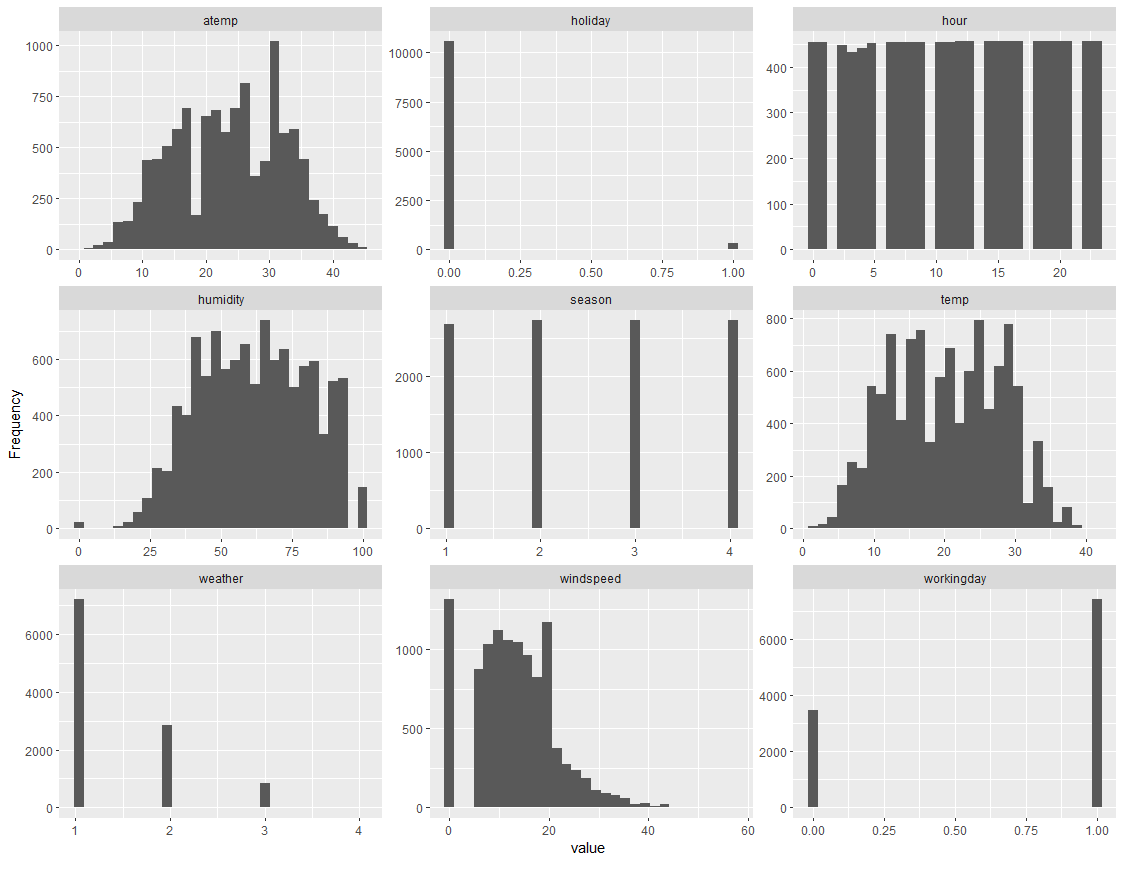 atemp
holiday
hour
1000
750
500
250
0
10000
7500
5000
2500
0
400
300
200
100
0
0 10 20 30 40
0.00 0.25 0.50 0.75 1.00
0 5 10 15 20
humidity
season
temp
Frequency
600
400
200
0
2000
1000
0
800
600
400
200
0
0 25 50 75 100
1 2 3 4
0 10 20 30 40
weather
windspeed
workingday
6000
4000
2000
0
1000
500
0
6000
4000
2000
0
1 2 3 4
0 20 40 60
0.00 0.25 0.50 0.75 1.00
value